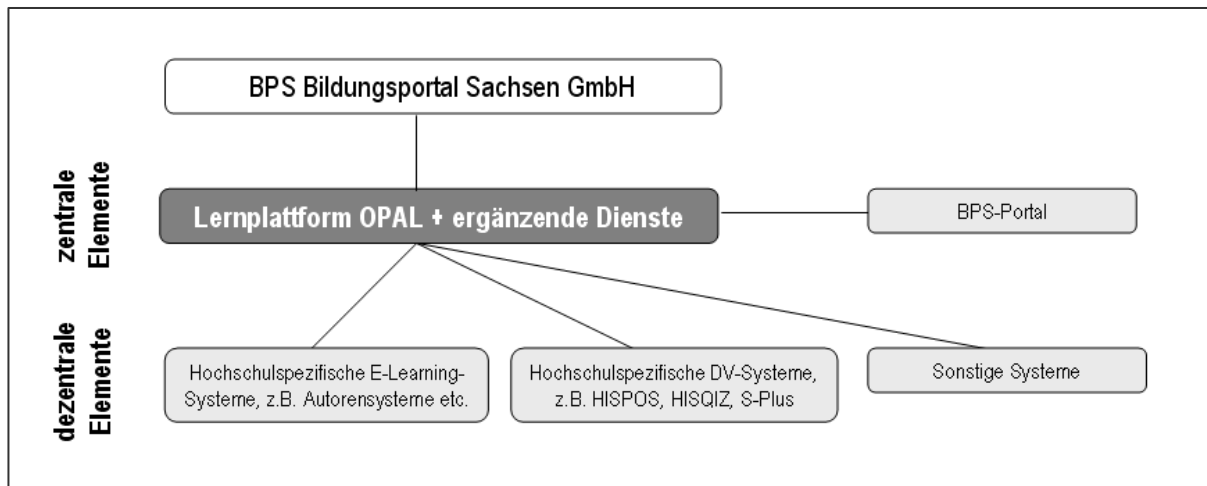 BPS Bildungsportal Sachsen GmbH
zentrale
Elemente
Lernplattform OPAL + ergänzende Dienste
BPS-Portal
dezentrale
Elemente
Hochschulspezifische E-Learning-
Systeme, z.B. Autorensysteme etc.
Hochschulspezifische DV-Systeme,
z.B. HISPOS, HISQIZ, S-Plus
Sonstige Systeme